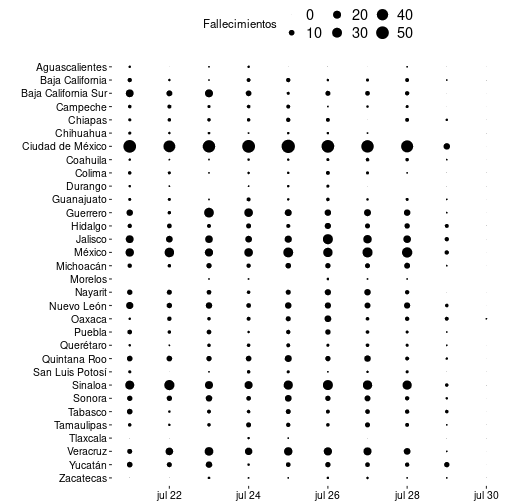 Fallecimientos
0 20 40
10 30 50
Aguascalientes
Baja California
Baja California Sur
Campeche
Chiapas
Chihuahua
Ciudad de México
Coahuila
Colima
Durango
Guanajuato
Guerrero
Hidalgo
Jalisco
México
Michoacán
Morelos
Nayarit
Nuevo León
Oaxaca
Puebla
Querétaro
Quintana Roo
San Luis Potosí
Sinaloa
Sonora
Tabasco
Tamaulipas
Tlaxcala
Veracruz
Yucatán
Zacatecas
jul 22 jul 24 jul 26 jul 28 jul 30